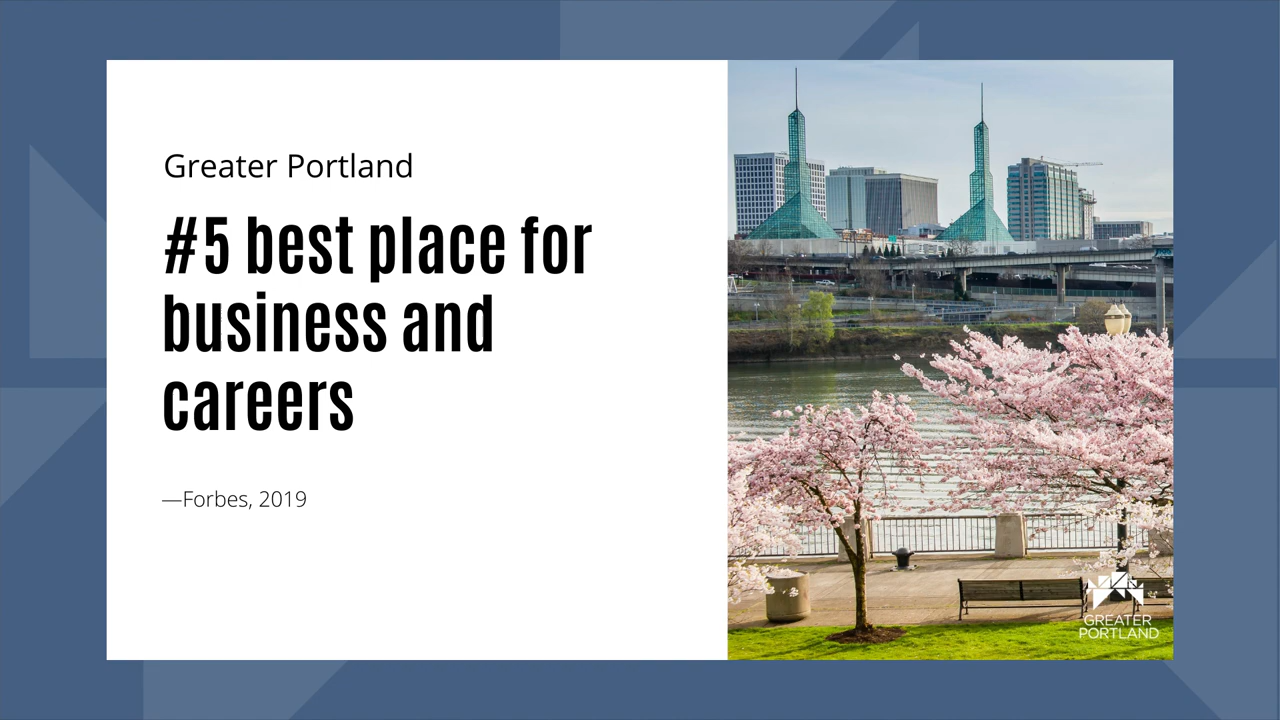 Greater Portland
#5 best place for
business and
careers
—Forbes, 2019
GREATER
PORTLAND